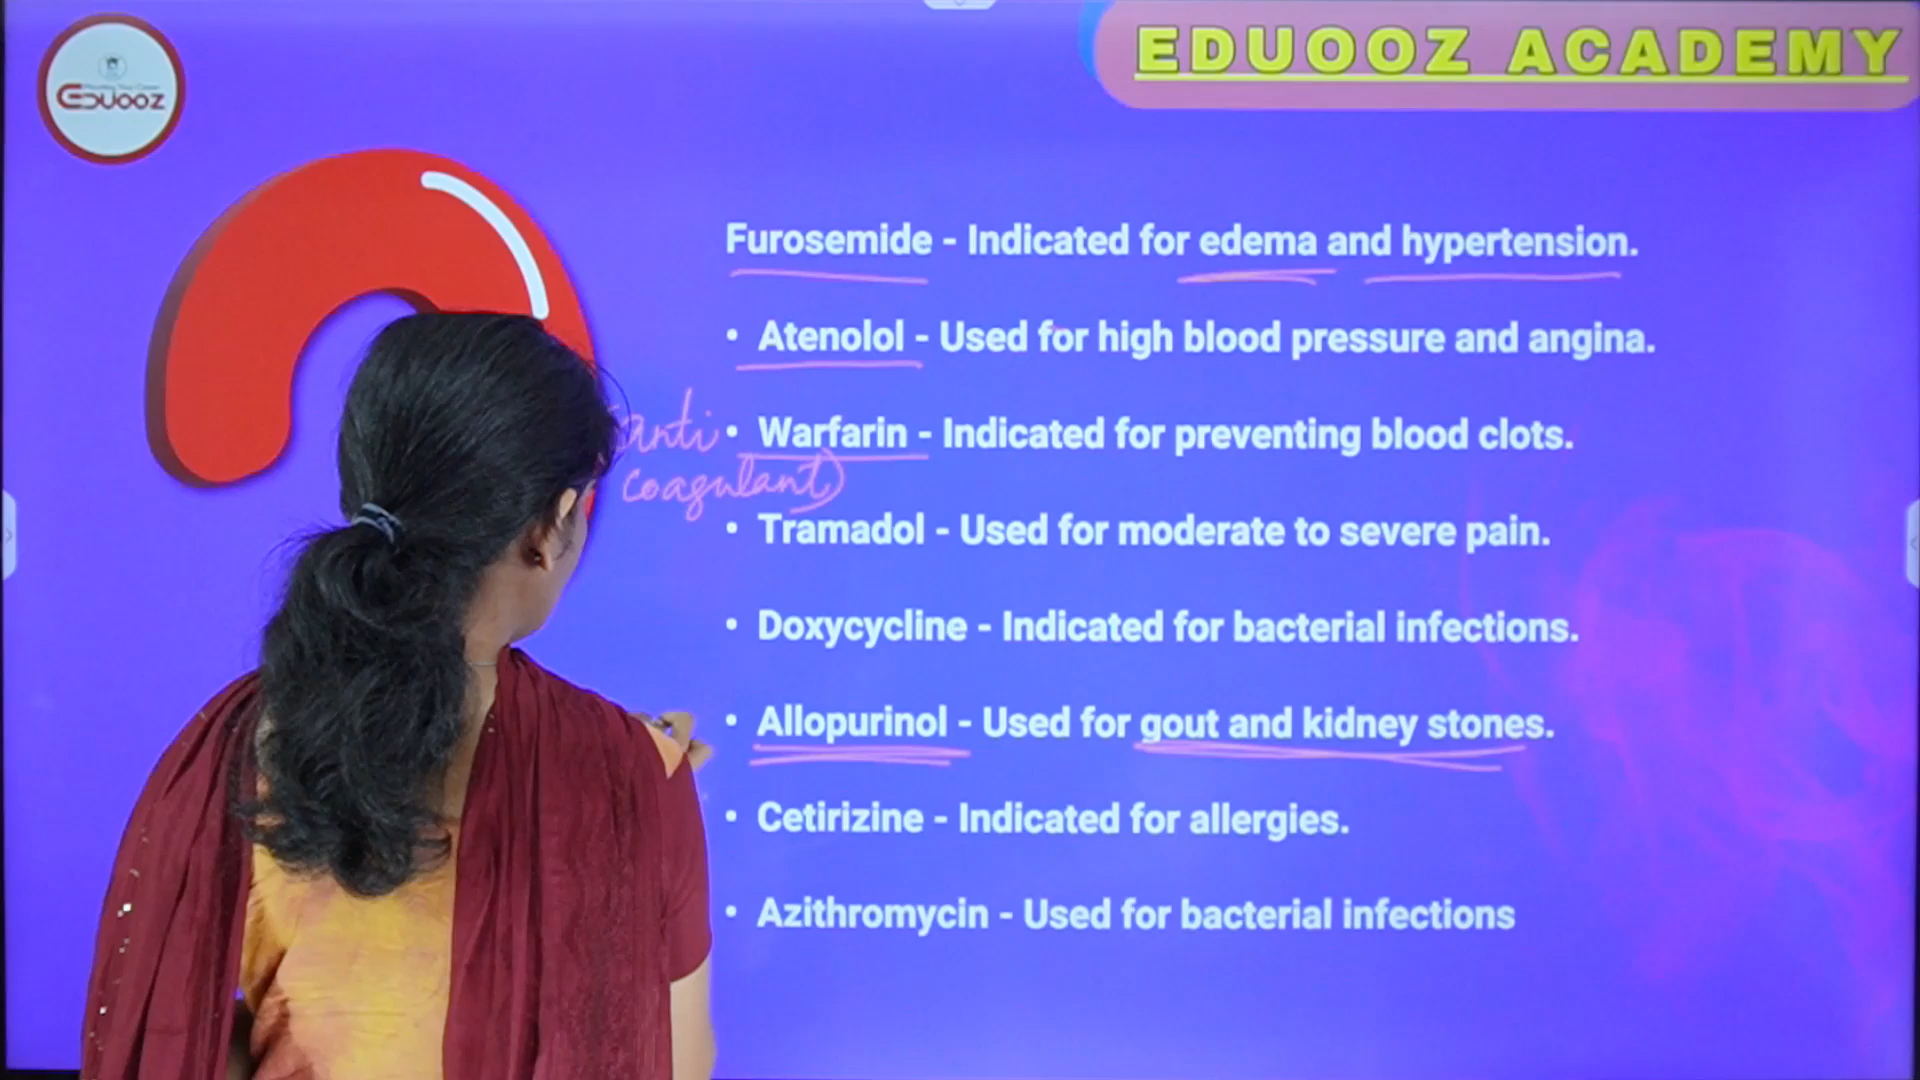 EDUOOZ
EDUOOZ ACADEMY
Furosemide - Indicated for edema and hypertension.
• Atenolol - Used for high blood pressure and angina.
(anti
• Warfarin - Indicated for preventing blood clots.
coagulant)
• Tramadol - Used for moderate to severe pain.
• Doxycycline - Indicated for bacterial infections.
• Allopurinol - Used for gout and kidney stones.
• Cetirizine - Indicated for allergies.
• Azithromycin - Used for bacterial infections